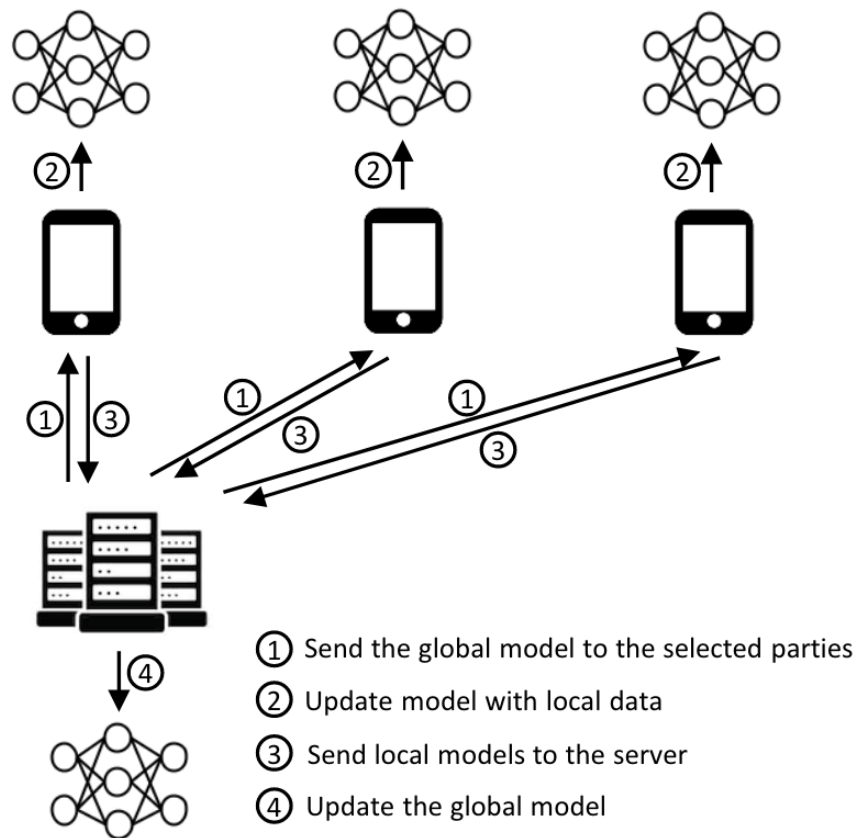 ② ② ②
① ③ ① ③ ① ③
④
① Send the global model to the selected parties
② Update model with local data
③ Send local models to the server
④ Update the global model